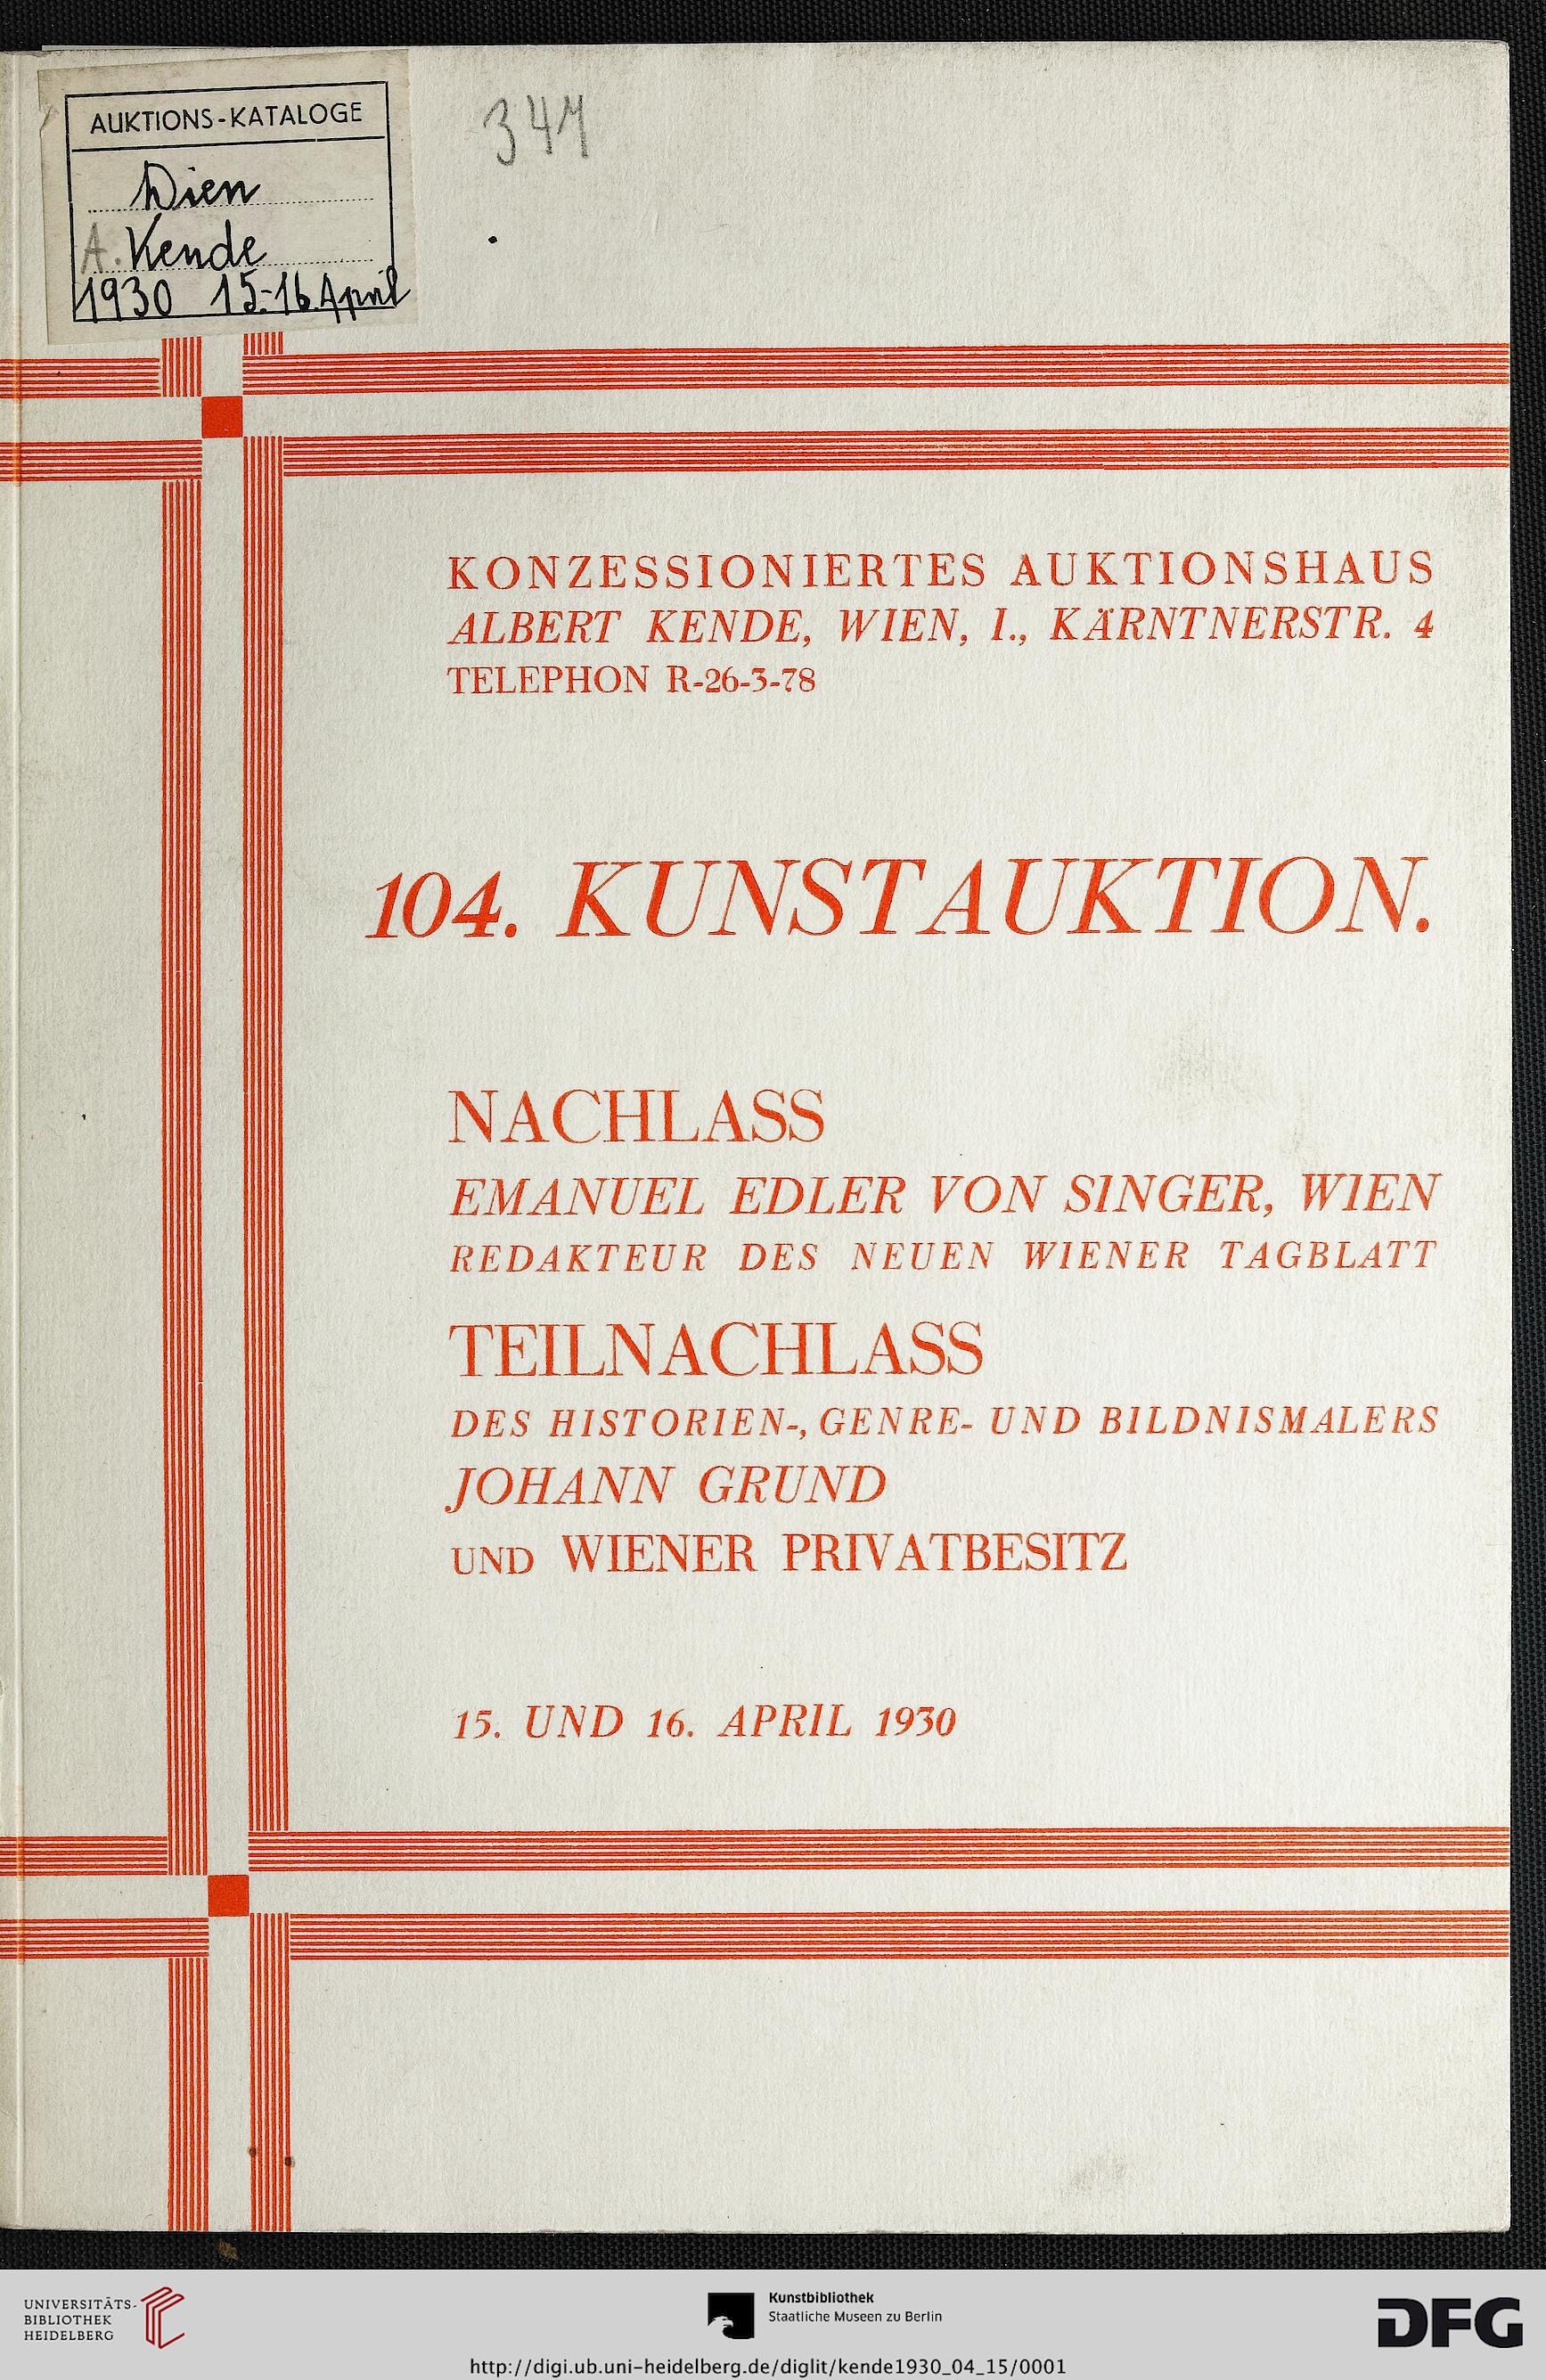 AUKTIONS-KATALOGE
Wien
A. Kende
1930 15.-16. April
347
KONZESSIONIERTES AUKTIONSHAUS
ALBERT KENDE, WIEN, I., KÄRNTNERSTR. 4
TELEPHON R-26-3-78
104. KUNSTAUKTION.
NACHLASS
EMANUEL EDLER VON SINGER, WIEN
REDAKTEUR DES NEUEN WIENER TAGBLATT
TEILNACHLASS
DES HISTORIEN-, GENRE- UND BILDNISMALERS
JOHANN GRUND
UND WIENER PRIVATBESITZ
15. UND 16. APRIL 1930
UNIVERSITÄTS-
BIBLIOTHEK
HEIDELBERG
Kunstbibliothek
Staatliche Museen zu Berlin
DFG
http://digi.ub.uni-heidelberg.de/diglit/kende1930_04_15/0001